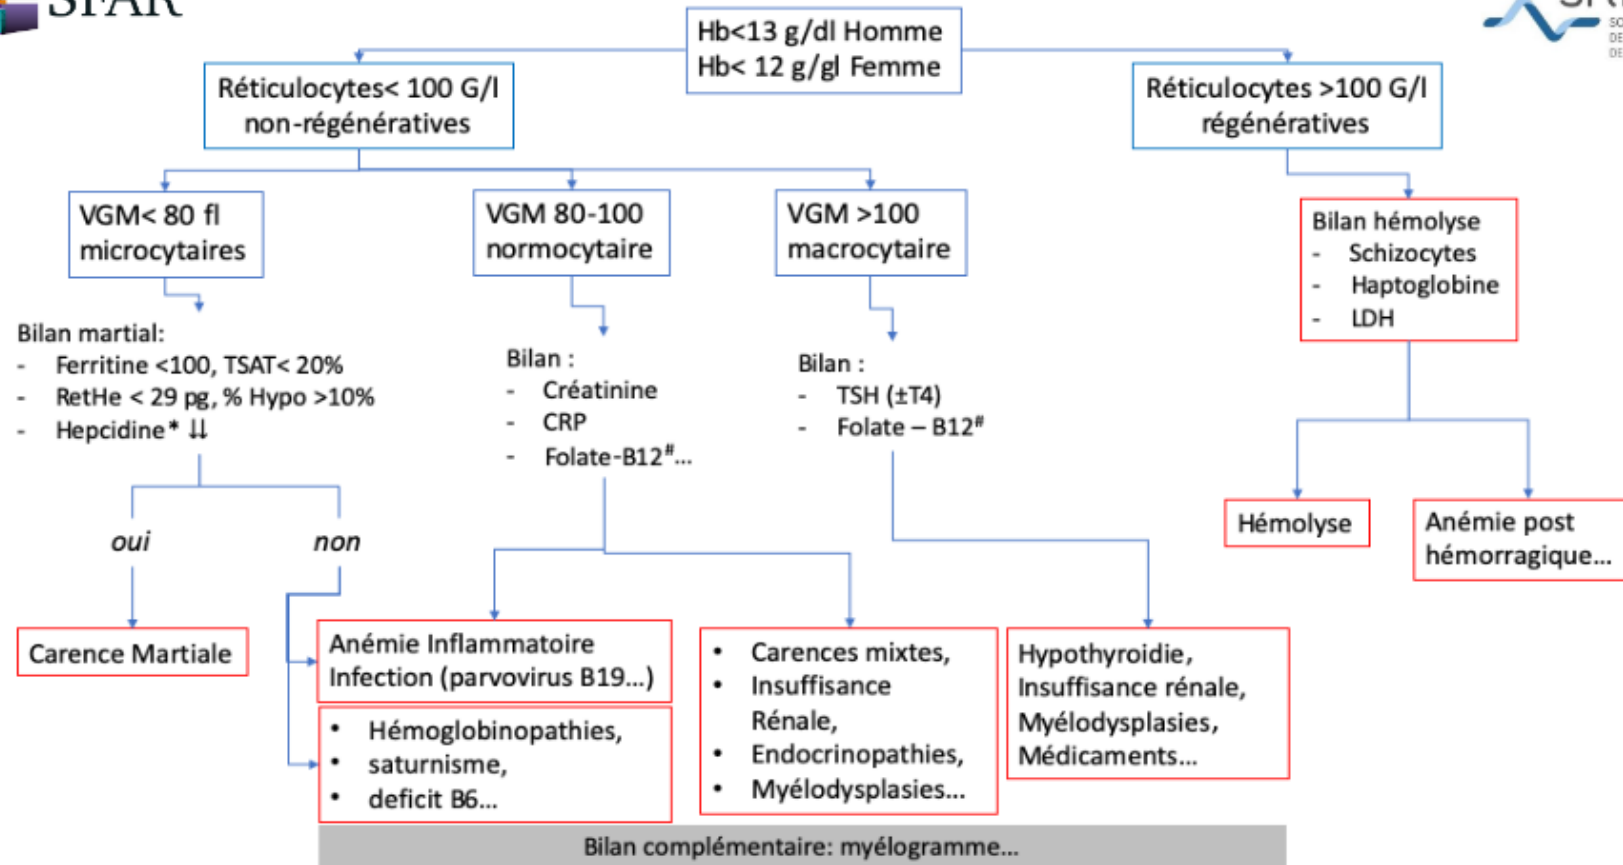 SFAR
Hb<13 g/dl Homme
Hb< 12 g/gl Femme
Réticulocytes< 100 G/l
non-régénératives
Réticulocytes >100 G/l
régénératives
VGM< 80 fl
microcytaires
VGM 80-100
normocytaire
VGM >100
macrocytaire
Bilan hémolyse
- Schizocytes
- Haptoglobine
- LDH
Bilan martial:
- Ferritine <100, TSAT< 20%
- RetHe < 29 pg, % Hypo >10%
- Hepcidine* ↓↓
Bilan :
- Créatinine
- CRP
- Folate-B12#...
Bilan :
- TSH (±T4)
- Folate – B12#
oui
non
Hémolyse
Anémie post
hémorragique...
Carence Martiale
Anémie Inflammatoire
Infection (parvovirus B19...)
• Hémoglobinopathies,
• saturnisme,
• deficit B6...
• Carences mixtes,
• Insuffisance
Rénale,
• Endocrinopathies,
• Myélodysplasies...
Hypothyroidie,
Insuffisance rénale,
Myélodysplasies,
Médicaments...
Bilan complémentaire: myélogramme...